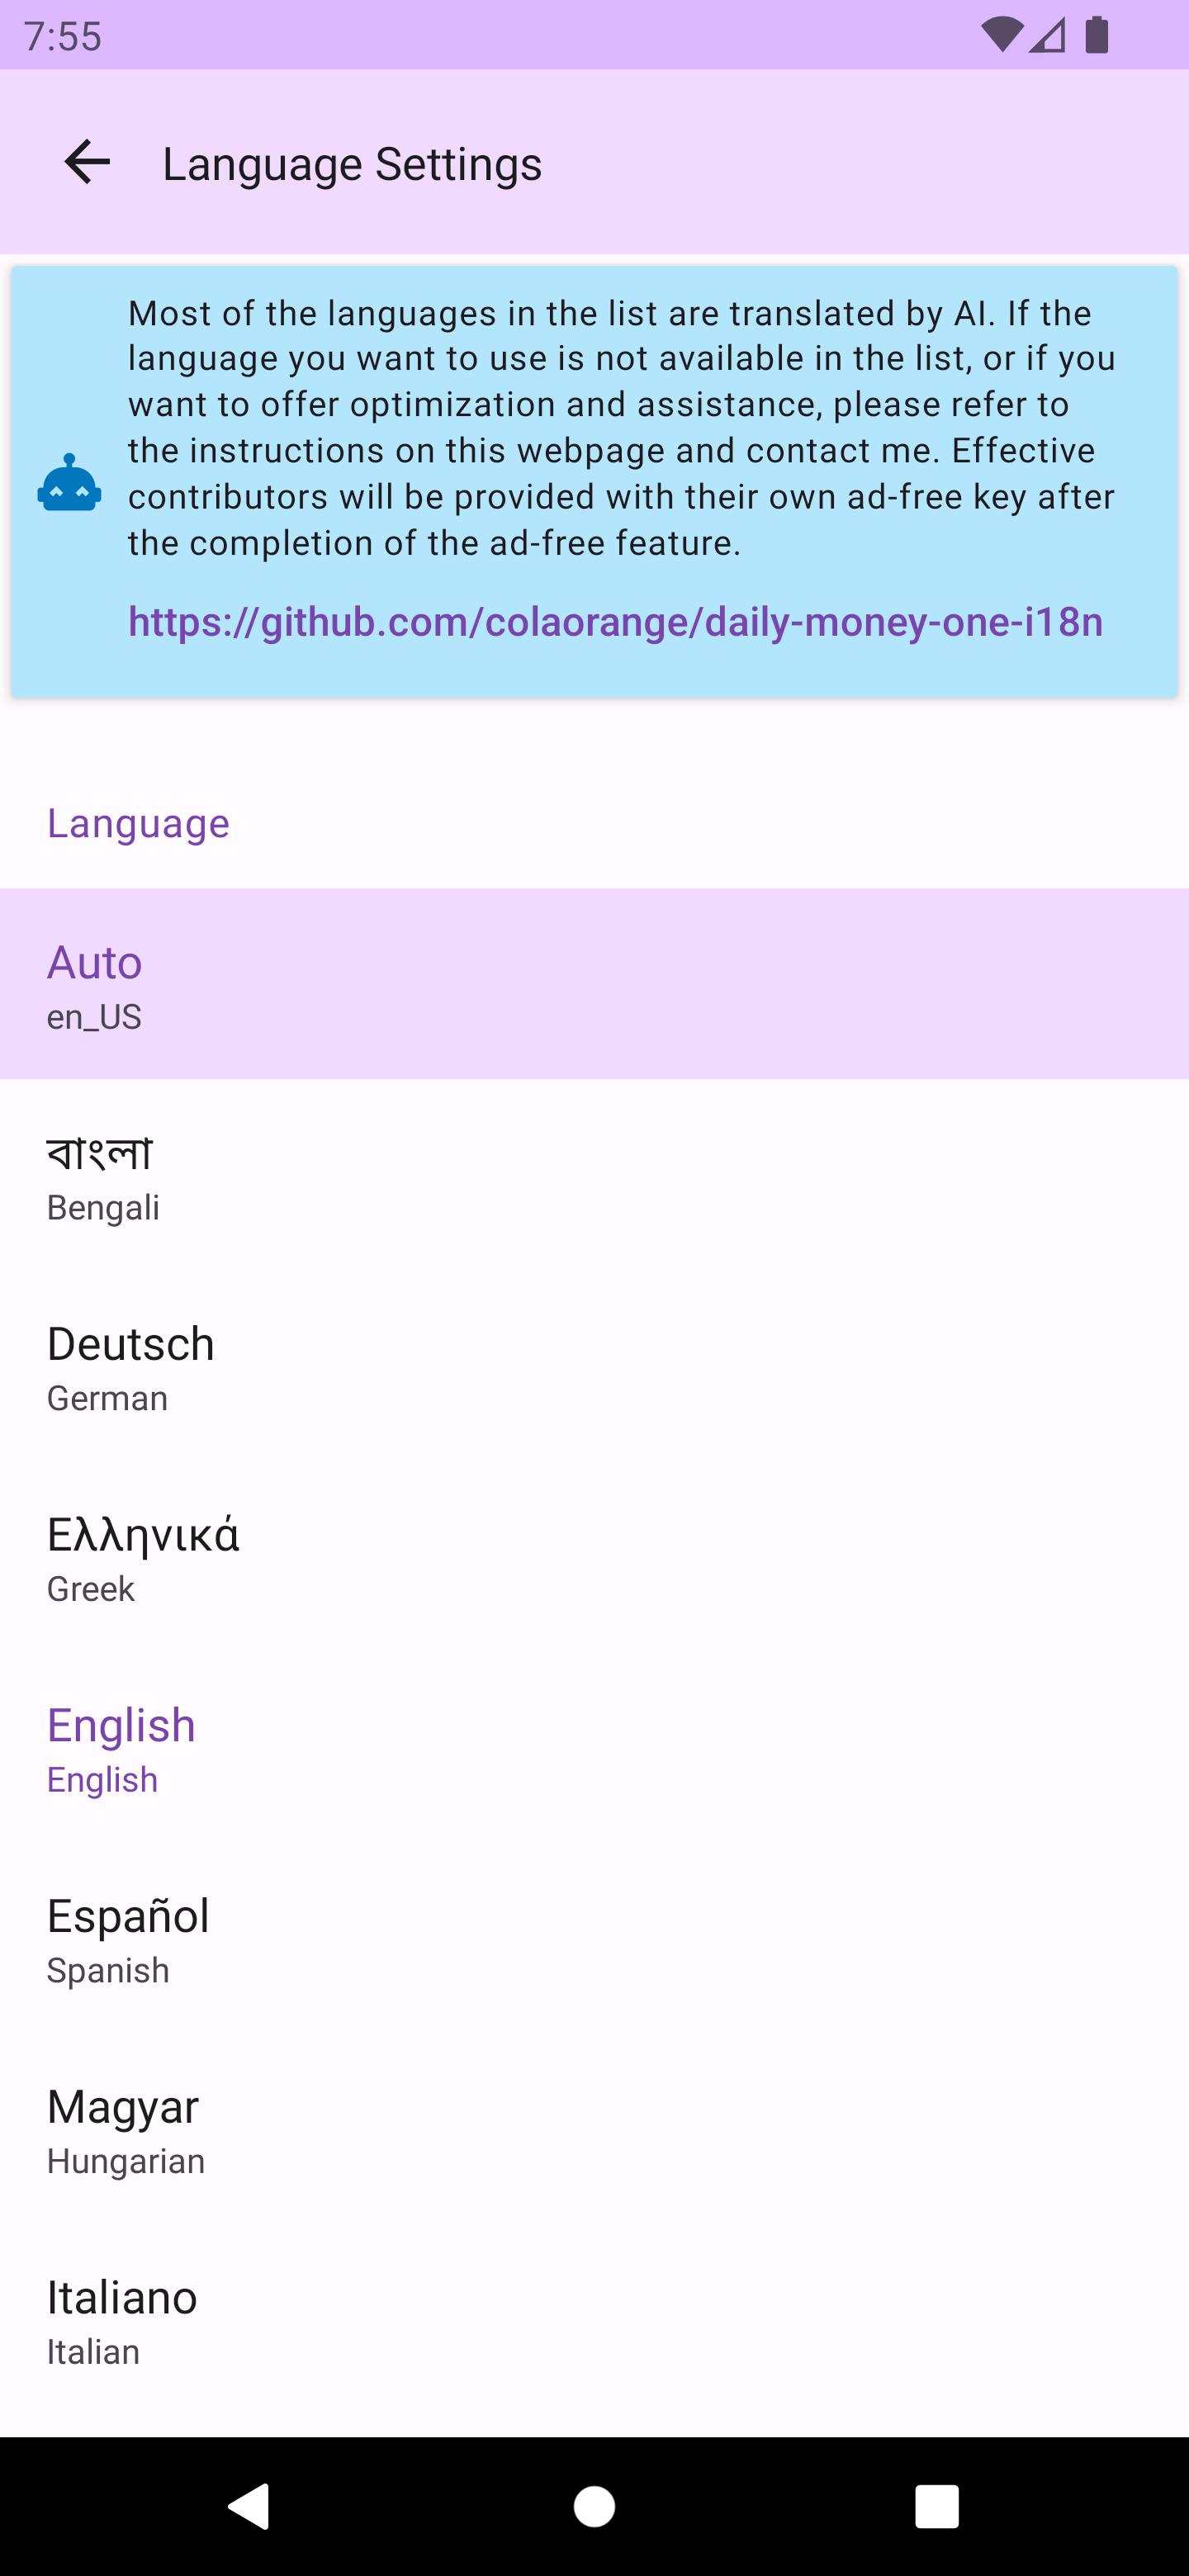 7:55
Language Settings
Most of the languages in the list are translated by AI. If the
language you want to use is not available in the list, or if you
want to offer optimization and assistance, please refer to
the instructions on this webpage and contact me. Effective
contributors will be provided with their own ad-free key after
the completion of the ad-free feature.
https://github.com/colaorange/daily-money-one-i18n
Language
Auto
en_US
বাংলা
Bengali
Deutsch
German
Ελληνικά
Greek
English
English
Español
Spanish
Magyar
Hungarian
Italiano
Italian